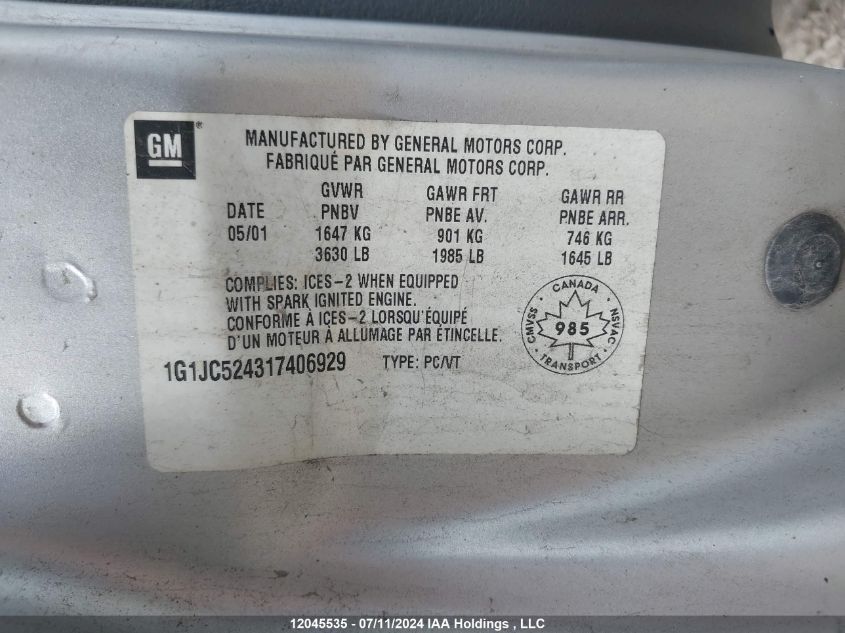 GM ®
MANUFACTURED BY GENERAL MOTORS CORP.
FABRIQUÉ PAR GENERAL MOTORS CORP.
GVWR GAWR FRT GAWR RR
DATE PNBV PNBE AV. PNBE ARR.
05/01 1647 KG 901 KG 746 KG
3630 LB 1985 LB 1645 LB
COMPLIES: ICES-2 WHEN EQUIPPED
WITH SPARK IGNITED ENGINE.
CONFORME À ICES-2 LORSQU'ÉQUIPÉ
D'UN MOTEUR À ALLUMAGE PAR ÉTINCELLE.
1G1JC524317406929 TYPE: PC/VT
CANADA
CMVSS 985 NSVAC
TRANSPORT
12045535 - 07/11/2024 IAA Holdings , LLC